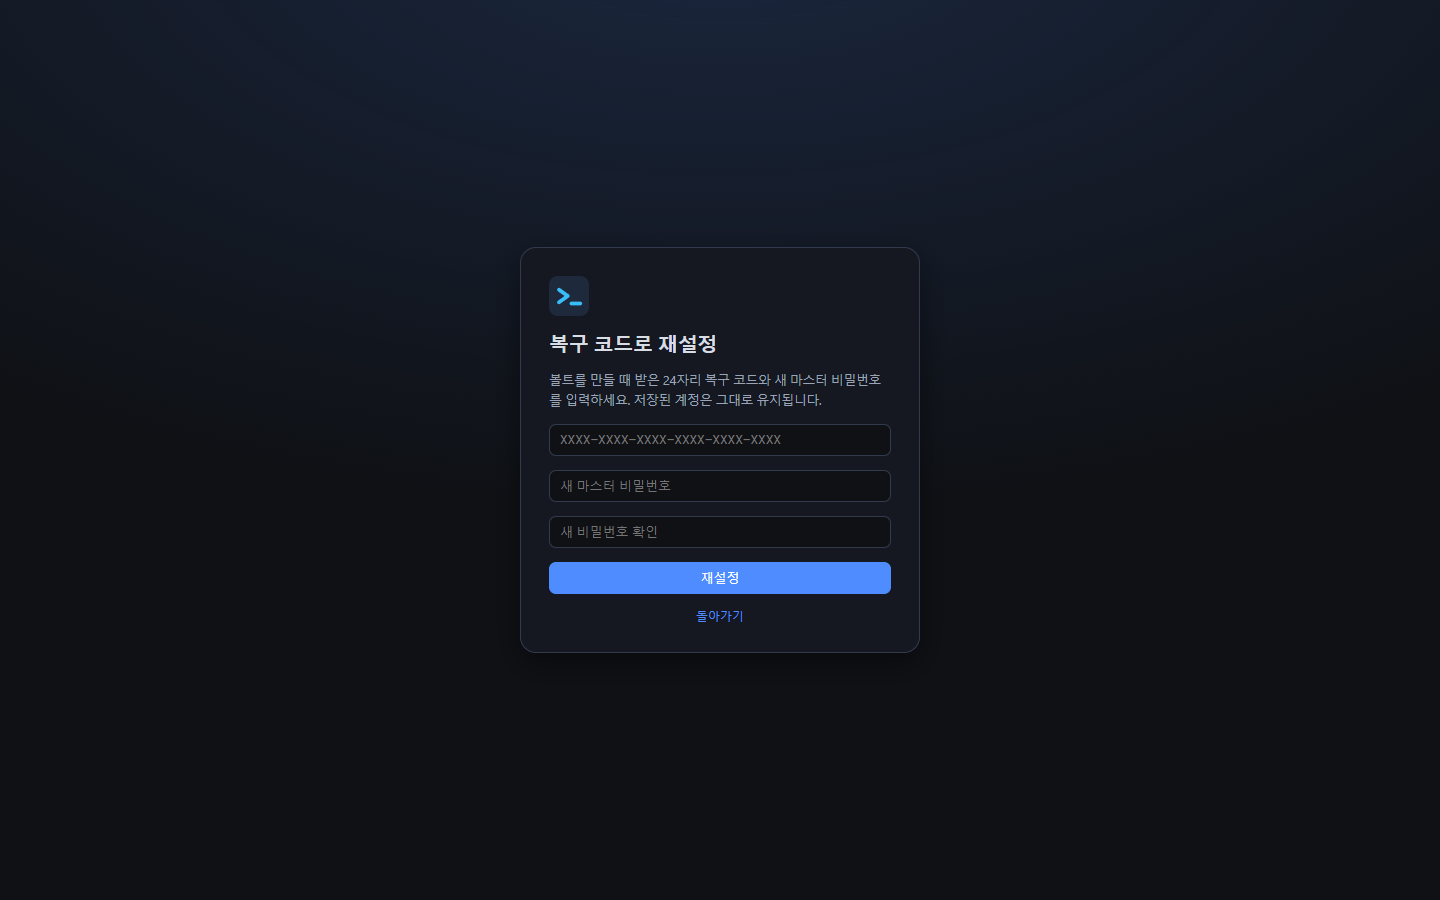 복구 코드로 재설정
볼트를 만들 때 받은 24자리 복구 코드와 새 마스터 비밀번호
를 입력하세요. 저장된 계정은 그대로 유지됩니다.
XXXX-XXXX-XXXX-XXXX-XXXX-XXXX
새 마스터 비밀번호
새 비밀번호 확인
재설정
돌아가기